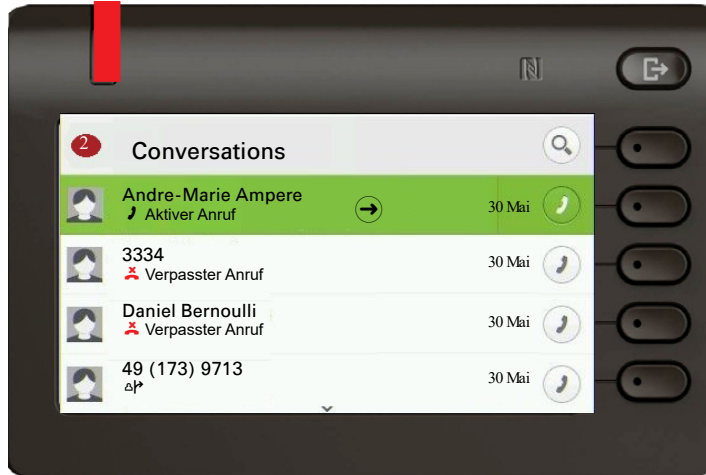 2
Conversations
Andre-Marie Ampere
Aktiver Anruf
30 Mai
3334
Verpasster Anruf
30 Mai
Daniel Bernoulli
Verpasster Anruf
30 Mai
49 (173) 9713
30 Mai